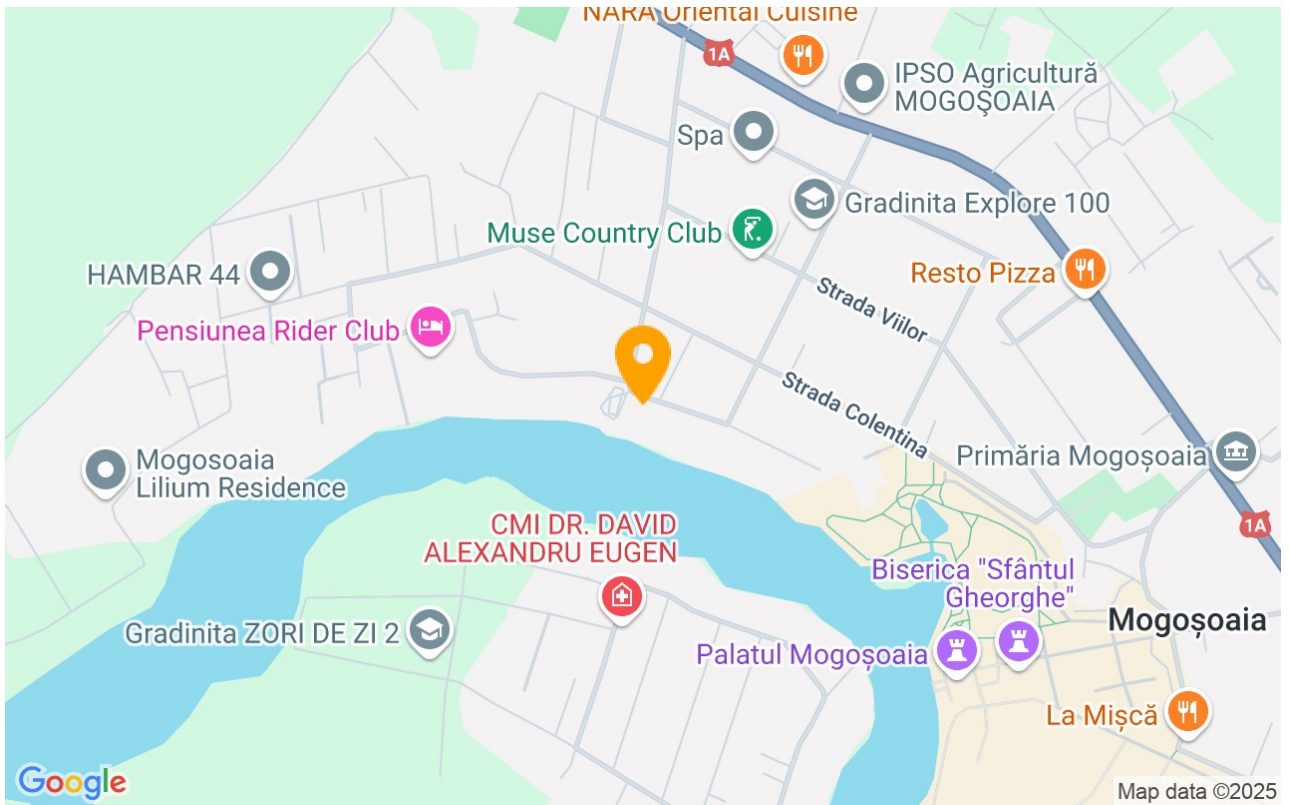 NARA Oriental Cuisine
1A
IPSO Agricultură
MOGOŞOAIA
Spa
Gradinita Explore 100
Muse Country Club
HAMBAR 44
Resto Pizza
Strada Viilor
Pensiunea Rider Club
Strada Colentina
Primăria Mogoșoaia
Mogosoaia
Lilium Residence
CMI DR. DAVID
ALEXANDRU EUGEN
1A
Biserica "Sfântul
Gheorghe"
Mogoșoaia
Gradinita ZORI DE ZI 2
Palatul Mogoșoaia
La Mișcă
Google
Map data ©2025